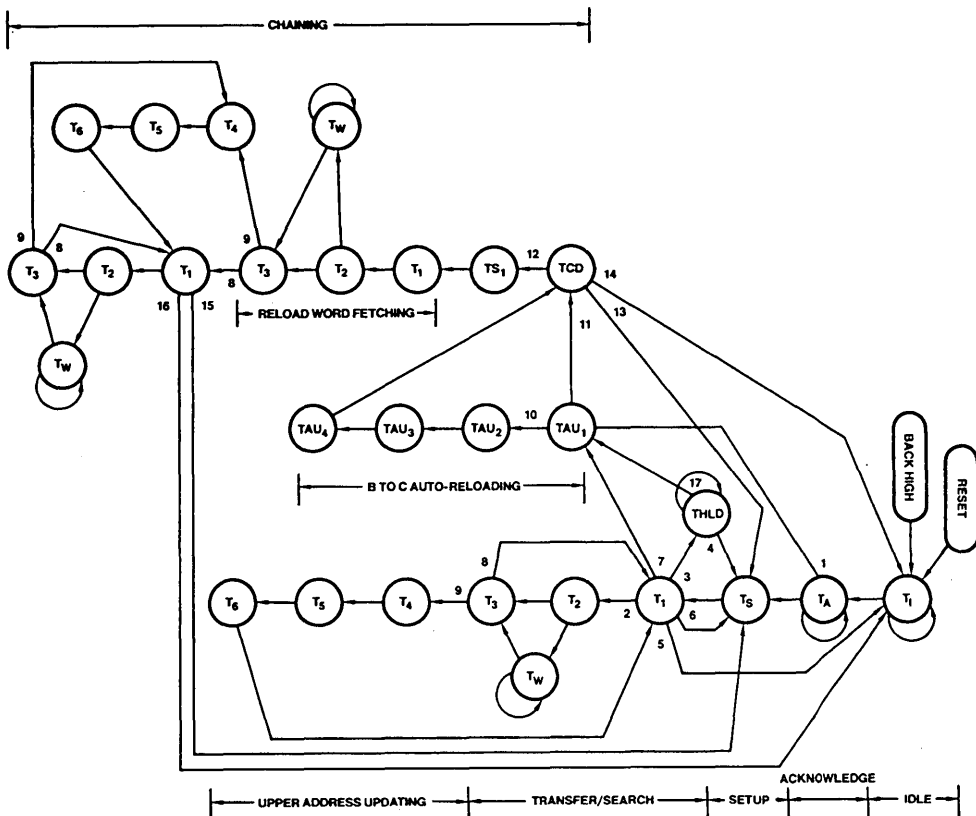 CHAINING
T6 T5 T4 TW
9 8 9 12 14
T3 T2 T1 T3 T2 T1 TS1 TCD
16 15 8 13
RELOAD WORD FETCHING 11
TW
10
TAU4 TAU3 TAU2 TAU1
BACK HIGH
RESET
B TO C AUTO-RELOADING 17
THLD
8 7 4 1
9 3
T6 T5 T4 T3 T2 T1 TS TA TI
2 6
5
TW
ACKNOWLEDGE
UPPER ADDRESS UPDATING TRANSFER/SEARCH SETUP IDLE